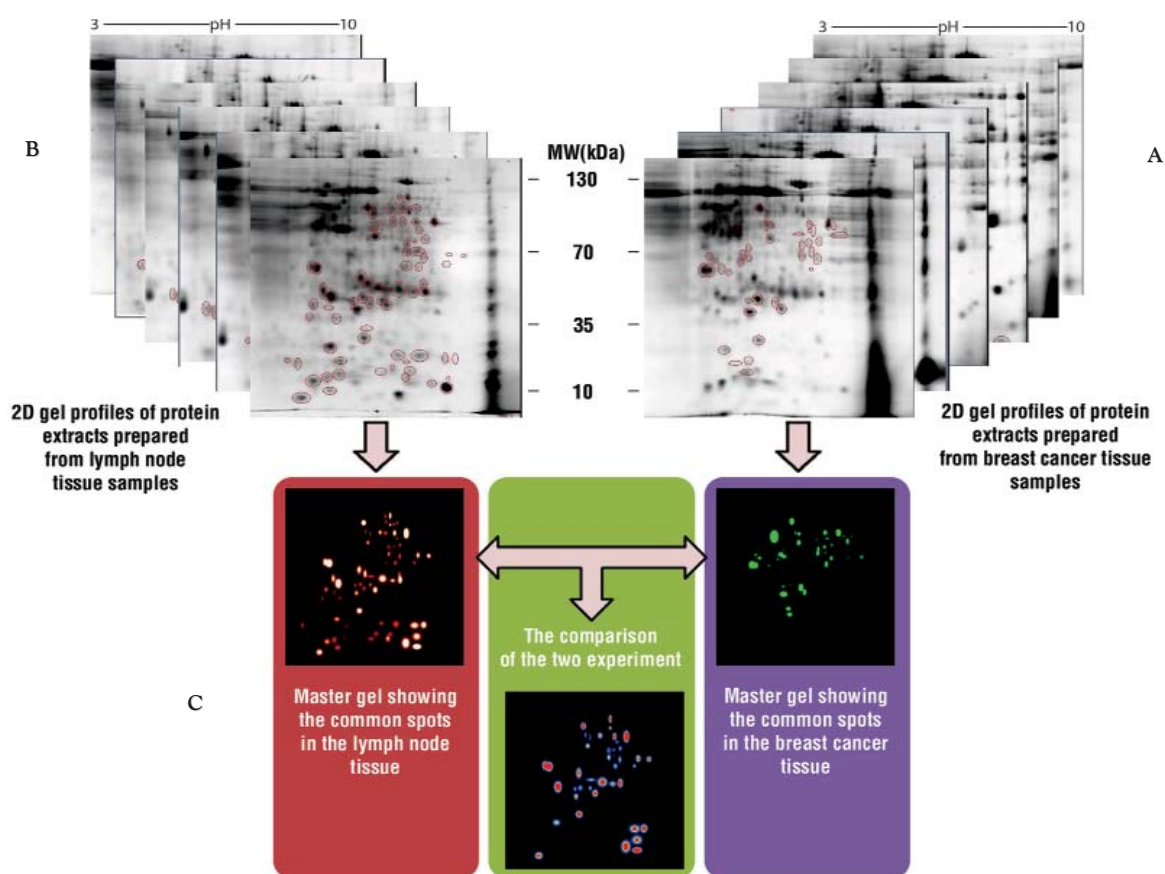 3 pH 10
3 pH 10
B
A
MW(kDa)
130
70
35
10
2D gel profiles of protein
extracts prepared
from lymph node
tissue samples
2D gel profiles of protein
extracts prepared
from breast cancer tissue
samples
The comparison
of the two experiment
C
Master gel showing
the common spots
in the lymph node
tissue
Master gel showing
the common spots
in the breast cancer
tissue